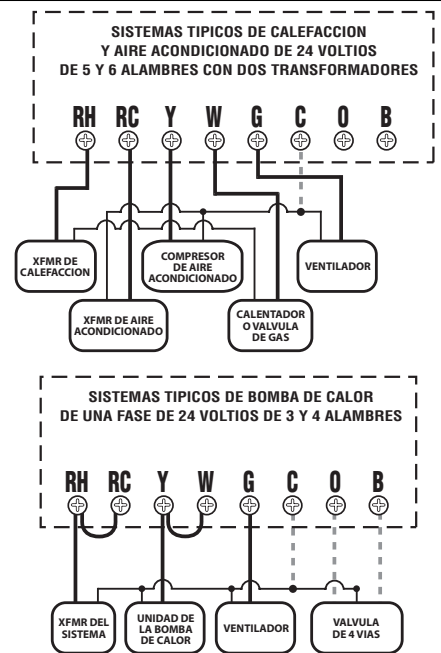 SISTEMAS TIPICOS DE CALEFACCION
Y AIRE ACONDICIONADO DE 24 VOLTIOS
DE 5 Y 6 ALAMBRES CON DOS TRANSFORMADORES
RH RC Y W G C O B
XFMR DE
CALEFACCION
COMPRESOR
DE AIRE
ACONDICIONADO
VENTILADOR
XFMR DE AIRE
ACONDICIONADO
CALENTADOR
O VALVULA
DE GAS
SISTEMAS TIPICOS DE BOMBA DE CALOR
DE UNA FASE DE 24 VOLTIOS DE 3 Y 4 ALAMBRES
RH RC Y W G C O B
XFMR DEL
SISTEMA
UNIDAD DE
LA BOMBA
DE CALOR
VENTILADOR
VALVULA
DE 4 VIAS